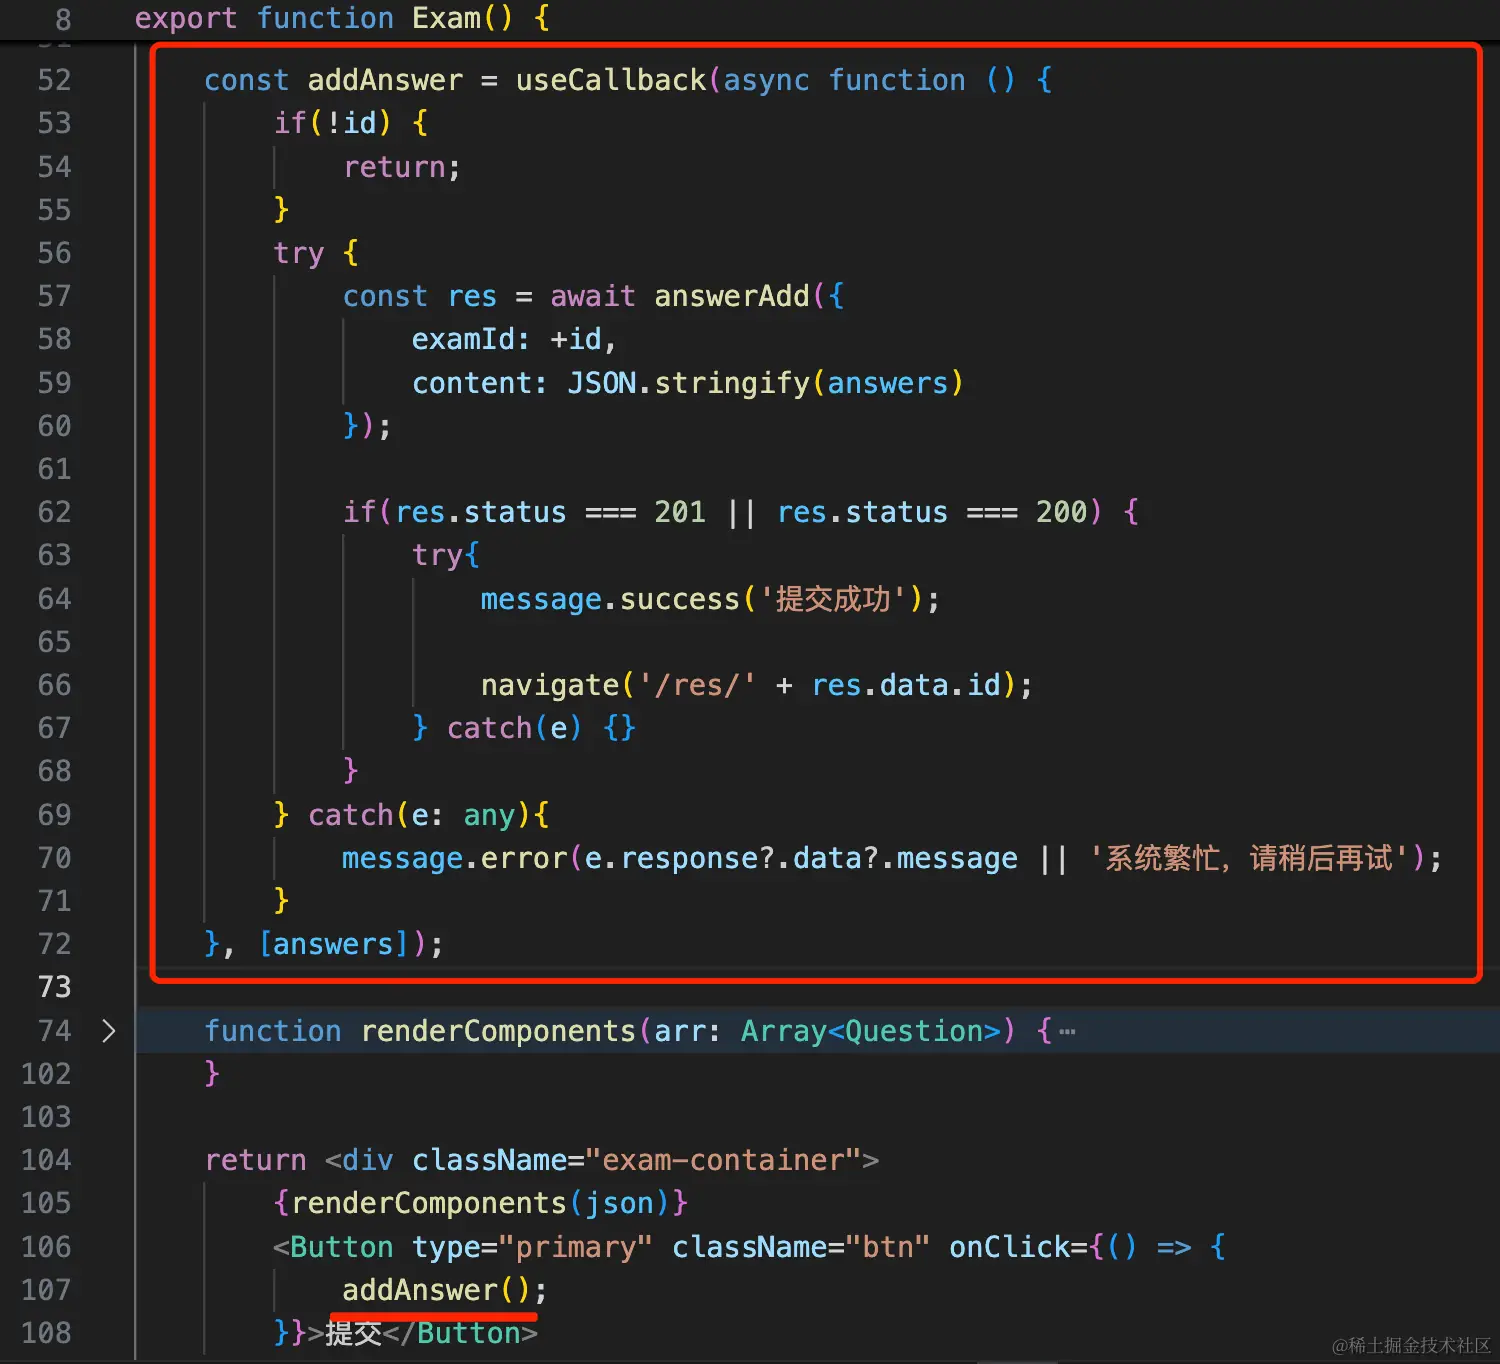 8 export function Exam() {
52 const addAnswer = useCallback(async function () {
53 if(!id) {
54 return;
55 }
56 try {
57 const res = await answerAdd({
58 examId: +id,
59 content: JSON.stringify(answers)
60 });
61
62 if(res.status === 201 || res.status === 200) {
63 try{
64 message.success('提交成功');
65
66 navigate('/res/' + res.data.id);
67 } catch(e) {}
68 }
69 } catch(e: any){
70 message.error(e.response?.data?.message || '系统繁忙，请稍后再试');
71 }
72 }, [answers]);
73
74 function renderComponents(arr: Array<Question>) {⋯
102 }
103
104 return <div className="exam-container">
105 {renderComponents(json)}
106 <Button type="primary" className="btn" onClick={() => {
107 addAnswer();
108 }}>提交</Button>
@稀土掘金技术社区